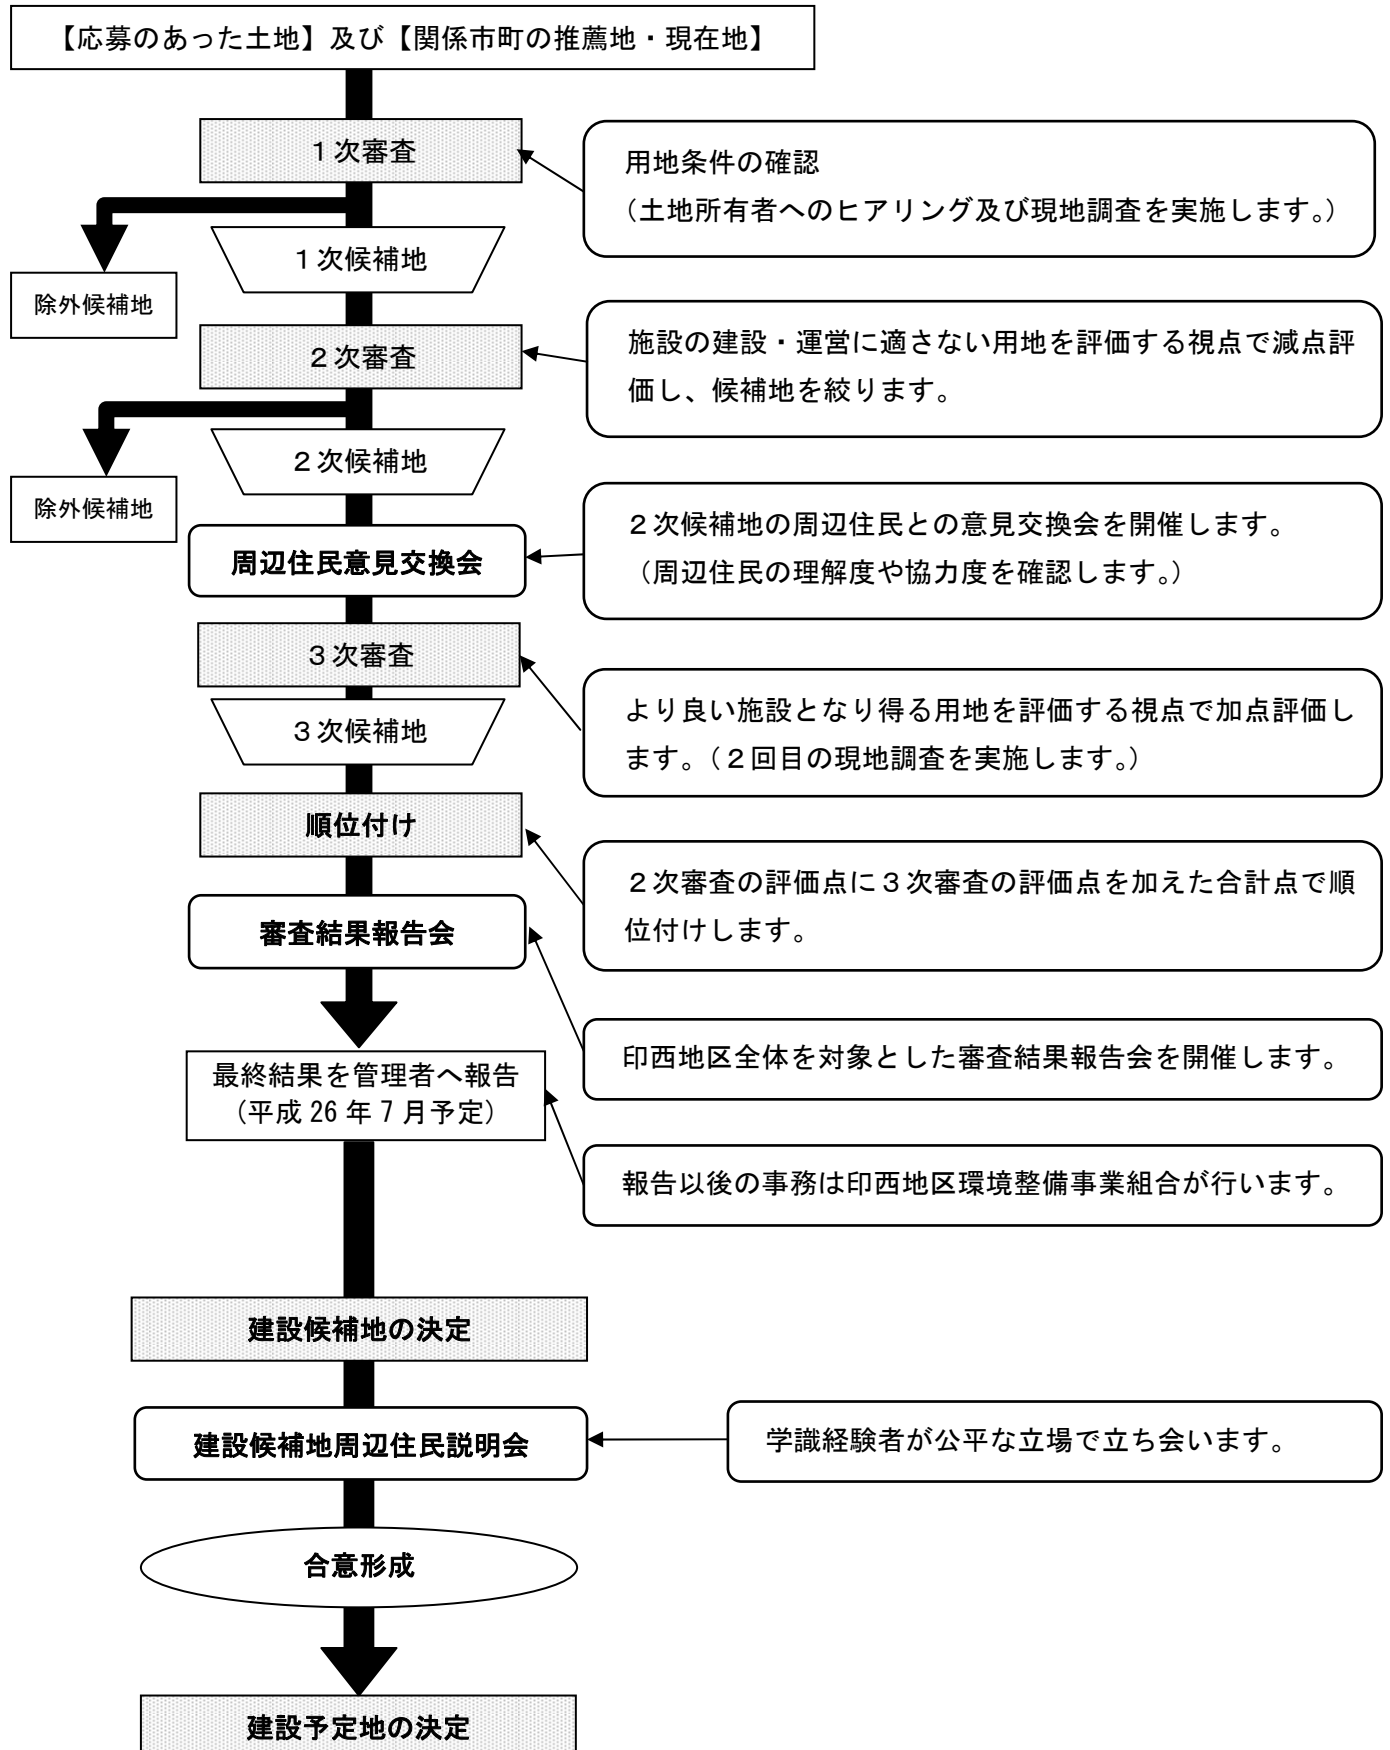 【応募のあった土地】及び【関係市町の推薦地・現在地】
１次審査
用地条件の確認
（土地所有者へのヒアリング及び現地調査を実施します。）
１次候補地
除外候補地
２次審査
施設の建設・運営に適さない用地を評価する視点で減点評
価し、候補地を絞ります。
２次候補地
除外候補地
周辺住民意見交換会
２次候補地の周辺住民との意見交換会を開催します。
（周辺住民の理解度や協力度を確認します。）
３次審査
より良い施設となり得る用地を評価する視点で加点評価し
ます。（２回目の現地調査を実施します。）
３次候補地
順位付け
２次審査の評価点に３次審査の評価点を加えた合計点で順
位付けします。
審査結果報告会
印西地区全体を対象とした審査結果報告会を開催します。
最終結果を管理者へ報告
（平成 26 年 7 月予定）
報告以後の事務は印西地区環境整備事業組合が行います。
建設候補地の決定
建設候補地周辺住民説明会
学識経験者が公平な立場で立ち会います。
合意形成
建設予定地の決定